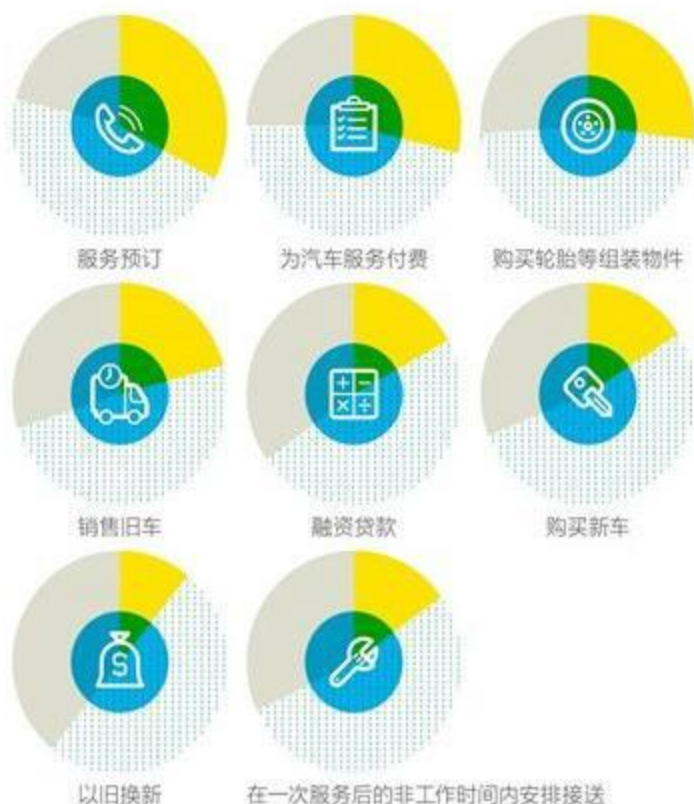 服务预订
为汽车服务付费
购买轮胎等组装物件
销售旧车
融资贷款
购买新车
$
以旧换新
在一次服务后的非工作时间内安排接送